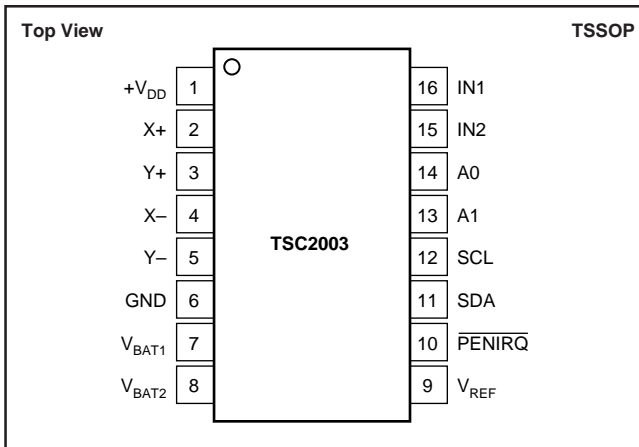 Top View TSSOP
+VDD 1 16 IN1
X+ 2 15 IN2
Y+ 3 14 A0
X– 4 13 A1
TSC2003
Y– 5 12 SCL
GND 6 11 SDA
VBAT1 7 10 PENIRQ
VBAT2 8 9 VREF